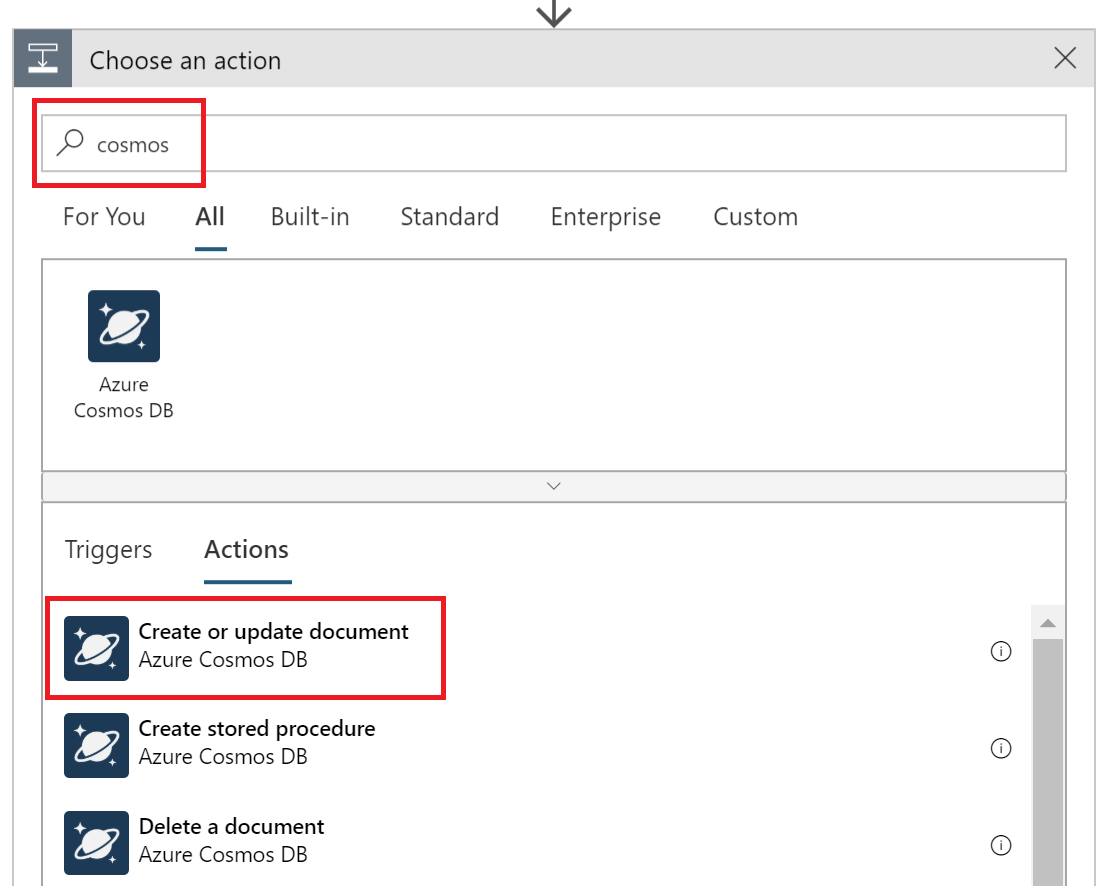 Choose an action
cosmos
For You All Built-in Standard Enterprise Custom
Azure
Cosmos DB
Triggers Actions
Create or update document
Azure Cosmos DB
Create stored procedure
Azure Cosmos DB
Delete a document
Azure Cosmos DB